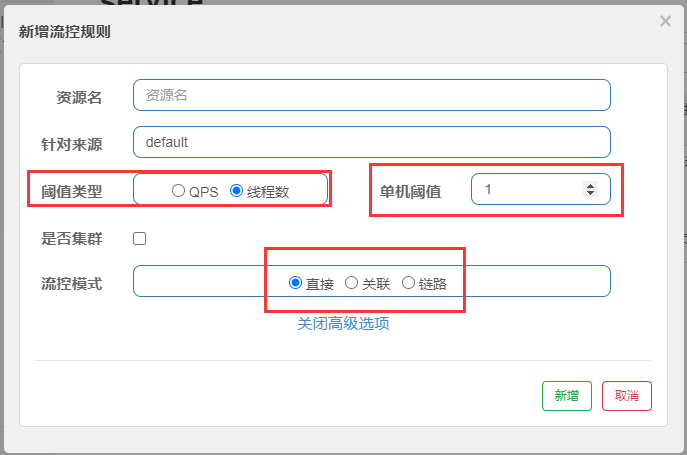 service
×
新增流控规则
资源名 资源名
针对来源 default
阈值类型 QPS 线程数 单机阈值 1
是否集群
流控模式 直接 关联 链路
关闭高级选项
新增 取消